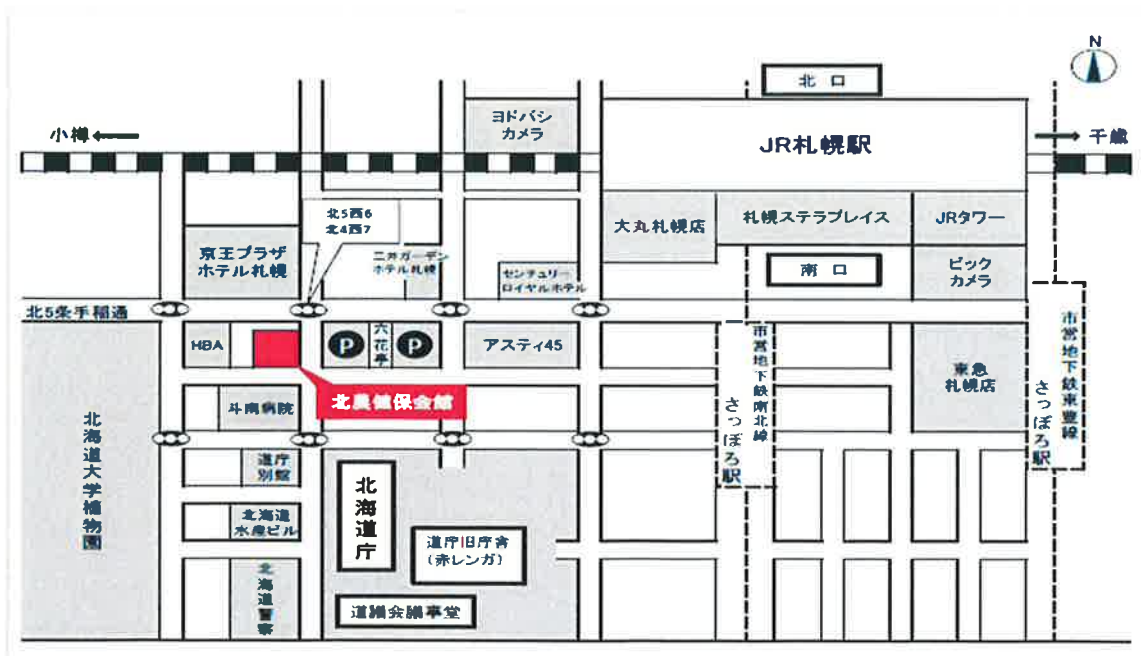 N
北口
ヨドバシ
カメラ
小樽
JR札幌駅
千歳
北5西6
北4西7
大丸札幌店
札幌ステラプレイス
JRタワー
京王プラザ
ホテル札幌
三井ガーデン
ホテル札幌
センチュリー
ロイヤルホテル
南口
ビック
カメラ
北5条手稲通
HBA
P
六花亭
P
アスティ45
市営地下鉄南北線
さっぽろ駅
東急
札幌店
市営地下鉄東豊線
さっぽろ駅
北農健保会館
斗南病院
北海道大学植物園
道庁
別館
北海道庁
北海道
水産ビル
道庁旧庁舎
(赤レンガ)
北海道警察
道議会議事堂